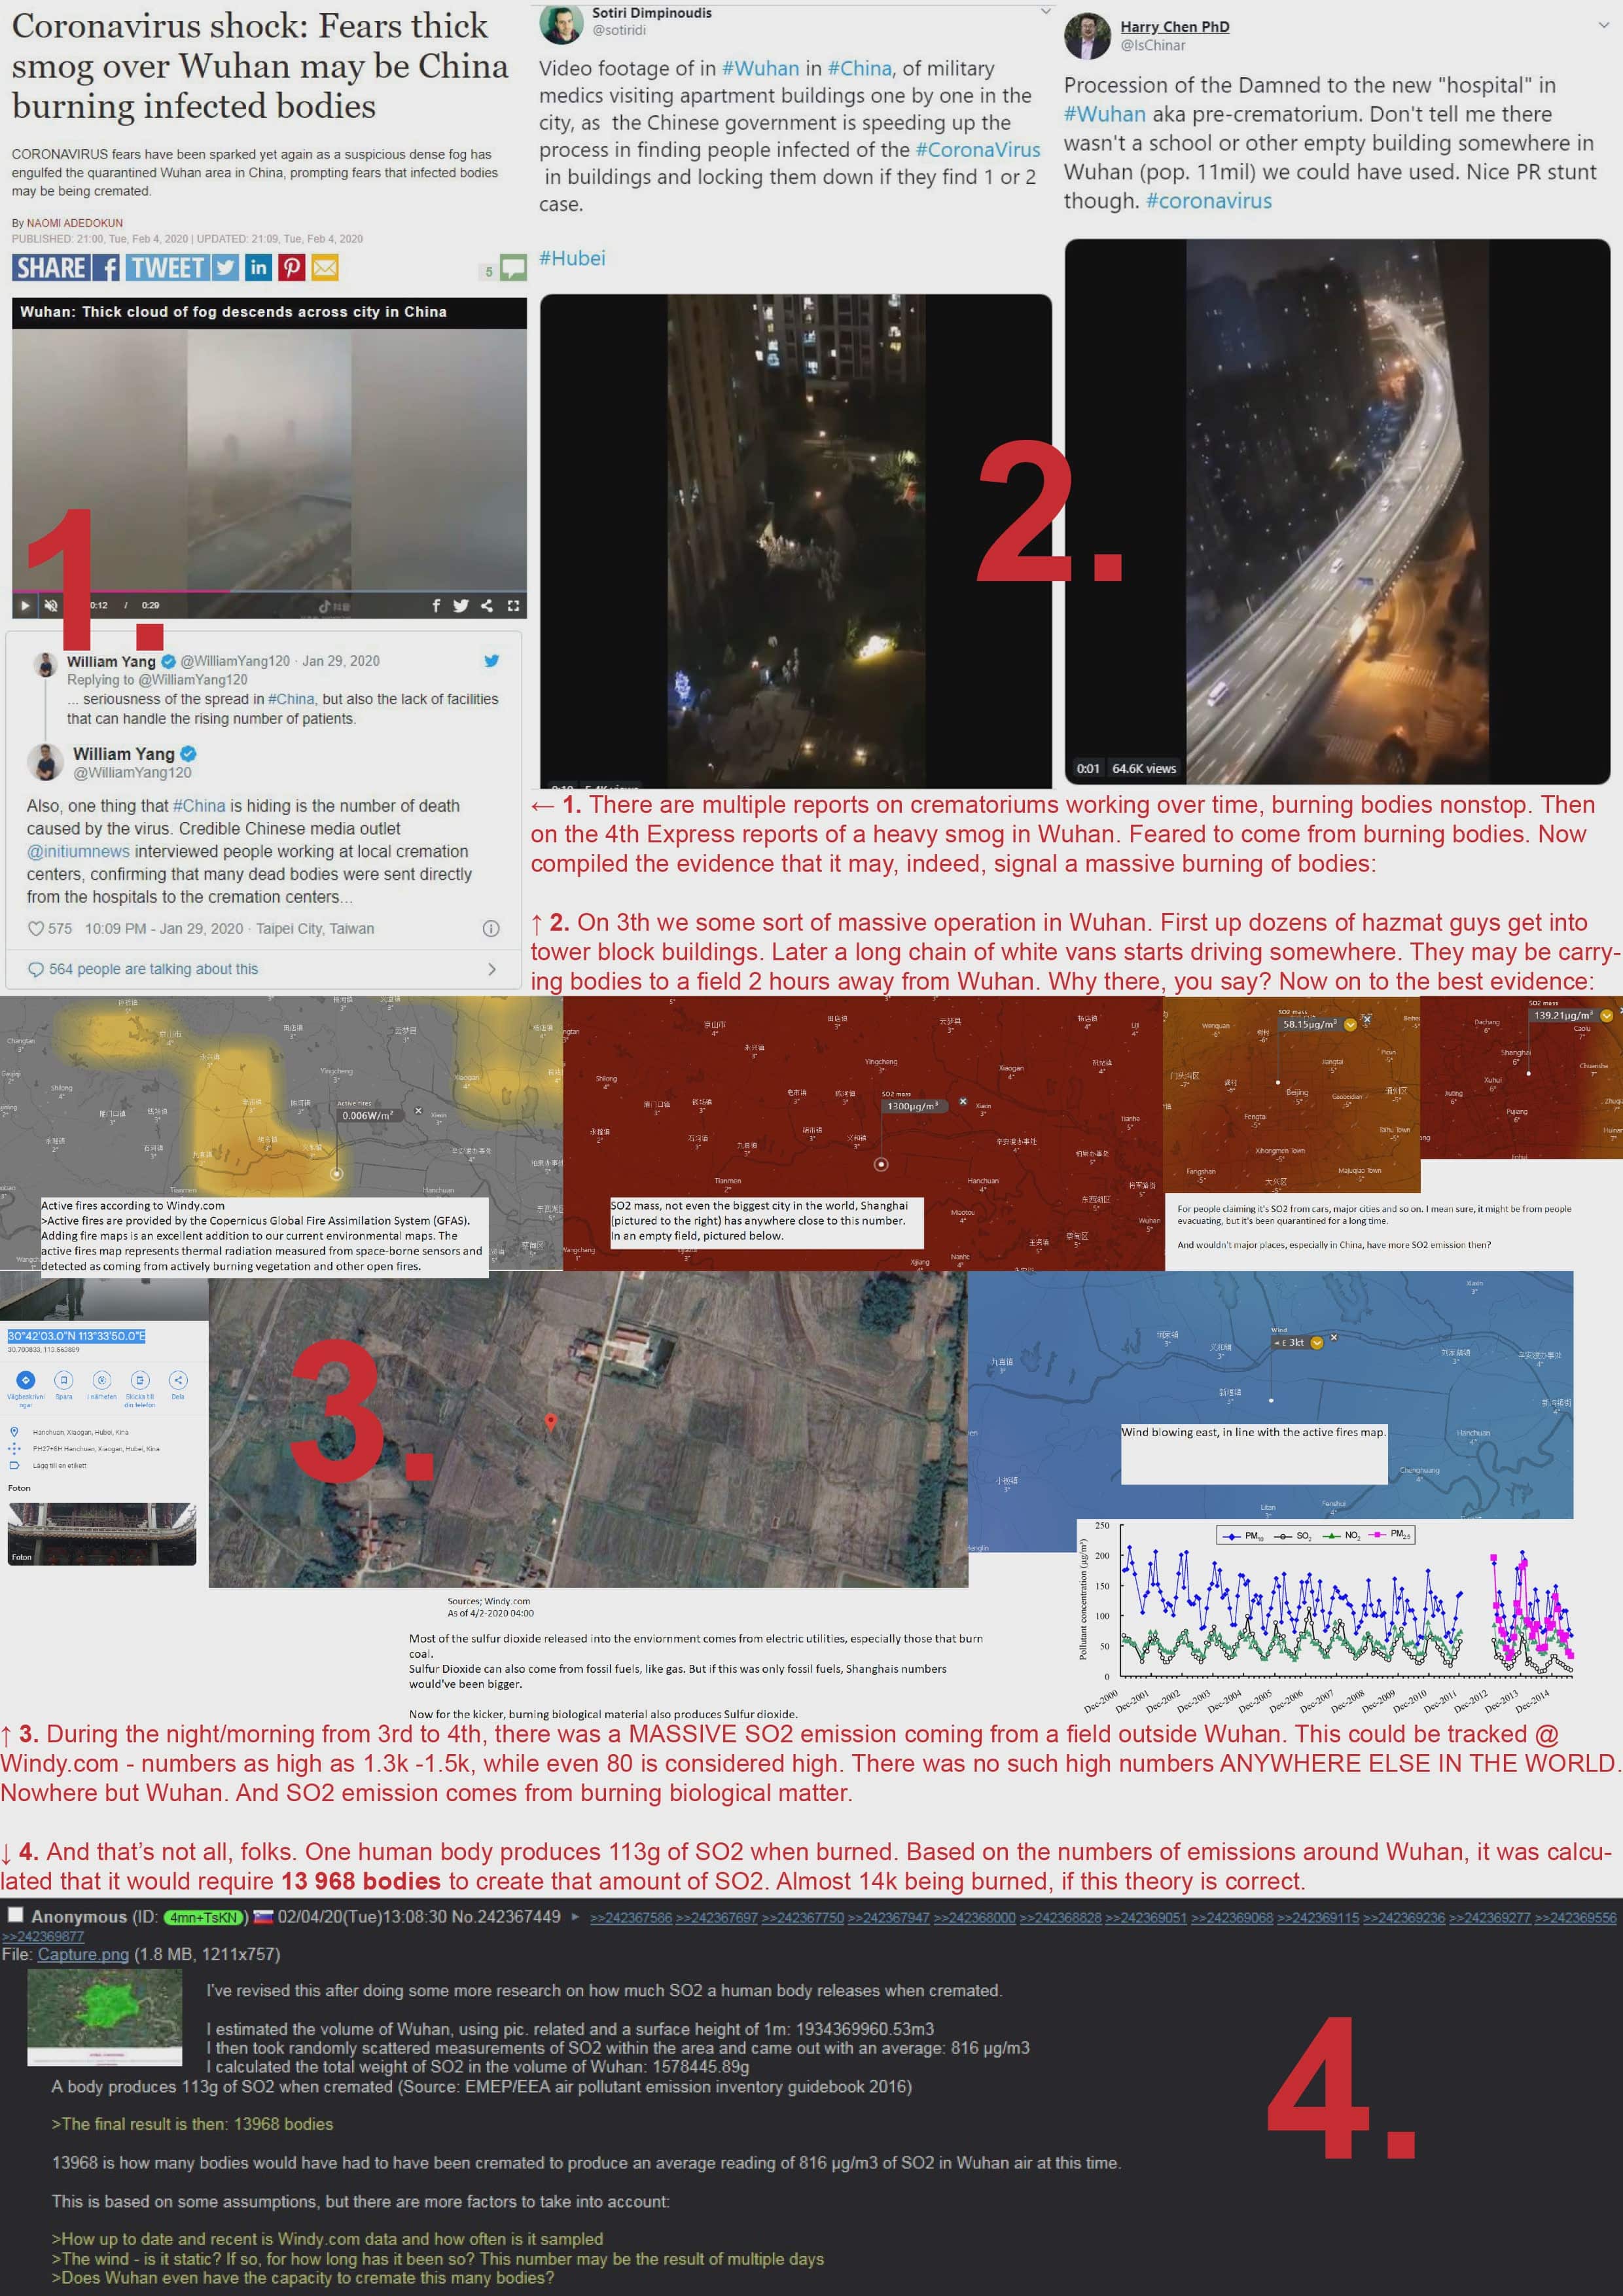 Coronavirus shock: Fears thick
smog over Wuhan may be China
burning infected bodies
CORONAVIRUS fears have been sparked yet again as a suspicious dense fog has
engulfed the quarantined Wuhan area in China, prompting fears that infected bodies
may be being cremated.
By NAOMI ADEDOKUN
PUBLISHED: 21:00, Tue, Feb 4, 2020 | UPDATED: 21:09, Tue, Feb 4, 2020
SHARE f TWEET in
5
Wuhan: Thick cloud of fog descends across city in China
1.
0:12 / 0:29
William Yang @WilliamYang120 · Jan 29, 2020
Replying to @WilliamYang120
... seriousness of the spread in #China, but also the lack of facilities
that can handle the rising number of patients.
William Yang
@WilliamYang120
Also, one thing that #China is hiding is the number of death
caused by the virus. Credible Chinese media outlet
@initiumnews interviewed people working at local cremation
centers, confirming that many dead bodies were sent directly
from the hospitals to the cremation centers...
575 10:09 PM - Jan 29, 2020 · Taipei City, Taiwan
564 people are talking about this
Sotiri Dimpinoudis
@sotiridi
Video footage of in #Wuhan in #China, of military
medics visiting apartment buildings one by one in the
city, as the Chinese government is speeding up the
process in finding people infected of the #CoronaVirus
in buildings and locking them down if they find 1 or 2
case.
#Hubei
Harry Chen PhD
@IsChinar
Procession of the Damned to the new "hospital" in
#Wuhan aka pre-crematorium. Don't tell me there
wasn't a school or other empty building somewhere in
Wuhan (pop. 11mil) we could have used. Nice PR stunt
though. #coronavirus
2.
0:01 64.6K views
← 1. There are multiple reports on crematoriums working over time, burning bodies nonstop. Then
on the 4th Express reports of a heavy smog in Wuhan. Feared to come from burning bodies. Now
compiled the evidence that it may, indeed, signal a massive burning of bodies:
↑ 2. On 3th we some sort of massive operation in Wuhan. First up dozens of hazmat guys get into
tower block buildings. Later a long chain of white vans starts driving somewhere. They may be carry-
ing bodies to a field 2 hours away from Wuhan. Why there, you say? Now on to the best evidence:
Active fires
0.006W/m²
Yingcheng
Xiaogan
Shilong
Tianmen
Hanchuan
Active fires according to Windy.com
>Active fires are provided by the Copernicus Global Fire Assimilation System (GFAS).
Adding fire maps is an excellent addition to our current environmental maps. The
active fires map represents thermal radiation measured from space-borne sensors and
detected as coming from actively burning vegetation and other open fires.
SO2 mass
1300µg/m³
Yingcheng
Xiaogan
Shilong
Tianmen
Hanchuan
Wuhan
SO2 mass, not even the biggest city in the world, Shanghai
(pictured to the right) has anywhere close to this number.
In an empty field, pictured below.
SO2 mass
58.15µg/m³
Beijing
Fengtai
Fangshan
Majuqiao Town
SO2 mass
139.21µg/m³
Shanghai
Xuhui
Pujiang
For people claiming it's SO2 from cars, major cities and so on. I mean sure, it might be from people
evacuating, but it's been quarantined for a long time.
And wouldn't major places, especially in China, have more SO2 emission then?
30°42'03.0"N 113°33'50.0"E
30.700833, 113.563889
Vägbeskrivningar
Spara
I närheten
Skicka till din telefon
Dela
Hanchuan, Xiaogan, Hubei, Kina
PH27+8H Hanchuan, Xiaogan, Hubei, Kina
Lägg till en etikett
Foton
Foton
3.
Wind
E 3kt
Hanchuan
Wind blowing east, in line with the active fires map.
Sources; Windy.com
As of 4/2-2020 04:00
Most of the sulfur dioxide released into the enviornment comes from electric utilities, especially those that burn
coal.
Sulfur Dioxide can also come from fossil fuels, like gas. But if this was only fossil fuels, Shanghais numbers
would've been bigger.
Now for the kicker, burning biological material also produces Sulfur dioxide.
PM10 SO2 NO2 PM2.5
Pollutant concentration (µg/m³)
250
200
150
100
50
0
Dec-2000 Dec-2001 Dec-2002 Dec-2003 Dec-2004 Dec-2005 Dec-2006 Dec-2007 Dec-2008 Dec-2009 Dec-2010 Dec-2011 Dec-2012 Dec-2013 Dec-2014
↑ 3. During the night/morning from 3rd to 4th, there was a MASSIVE SO2 emission coming from a field outside Wuhan. This could be tracked @
Windy.com - numbers as high as 1.3k -1.5k, while even 80 is considered high. There was no such high numbers ANYWHERE ELSE IN THE WORLD.
Nowhere but Wuhan. And SO2 emission comes from burning biological matter.
↓ 4. And that's not all, folks. One human body produces 113g of SO2 when burned. Based on the numbers of emissions around Wuhan, it was calcu-
lated that it would require 13 968 bodies to create that amount of SO2. Almost 14k being burned, if this theory is correct.
Anonymous (ID: 4mn+TsKN) 02/04/20(Tue)13:08:30 No.242367449 >>242367586 >>242367697 >>242367750 >>242367947 >>242368000 >>242368828 >>242369051 >>242369068 >>242369115 >>242369236 >>242369277 >>242369556
>>242369877
File: Capture.png (1.8 MB, 1211x757)
I've revised this after doing some more research on how much SO2 a human body releases when cremated.
I estimated the volume of Wuhan, using pic. related and a surface height of 1m: 1934369960.53m3
I then took randomly scattered measurements of SO2 within the area and came out with an average: 816 µg/m3
I calculated the total weight of SO2 in the volume of Wuhan: 1578445.89g
A body produces 113g of SO2 when cremated (Source: EMEP/EEA air pollutant emission inventory guidebook 2016)
>The final result is then: 13968 bodies
13968 is how many bodies would have had to have been cremated to produce an average reading of 816 µg/m3 of SO2 in Wuhan air at this time.
This is based on some assumptions, but there are more factors to take into account:
>How up to date and recent is Windy.com data and how often is it sampled
>The wind - is it static? If so, for how long has it been so? This number may be the result of multiple days
>Does Wuhan even have the capacity to cremate this many bodies?
4.